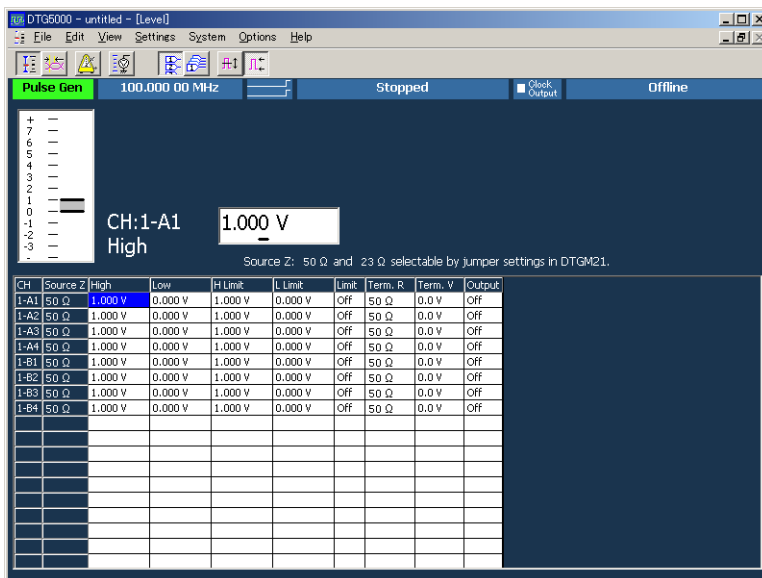 DTG5000 - untitled - [Level]
File Edit View Settings System Options Help
Pulse Gen 100.000 00 MHz Stopped Clock Output Offline
+
7
6
5
4
3
2
1
0
-1
-2
-3
-
CH:1-A1 1.000 V
High
Source Z: 50 Ω and 23 Ω selectable by jumper settings in DTGM21.
CH Source Z High Low H Limit L Limit Limit Term. R Term. V Output
1-A1 50 Ω 1.000 V 0.000 V 1.000 V 0.000 V Off 50 Ω 0.0 V Off
1-A2 50 Ω 1.000 V 0.000 V 1.000 V 0.000 V Off 50 Ω 0.0 V Off
1-A3 50 Ω 1.000 V 0.000 V 1.000 V 0.000 V Off 50 Ω 0.0 V Off
1-A4 50 Ω 1.000 V 0.000 V 1.000 V 0.000 V Off 50 Ω 0.0 V Off
1-B1 50 Ω 1.000 V 0.000 V 1.000 V 0.000 V Off 50 Ω 0.0 V Off
1-B2 50 Ω 1.000 V 0.000 V 1.000 V 0.000 V Off 50 Ω 0.0 V Off
1-B3 50 Ω 1.000 V 0.000 V 1.000 V 0.000 V Off 50 Ω 0.0 V Off
1-B4 50 Ω 1.000 V 0.000 V 1.000 V 0.000 V Off 50 Ω 0.0 V Off